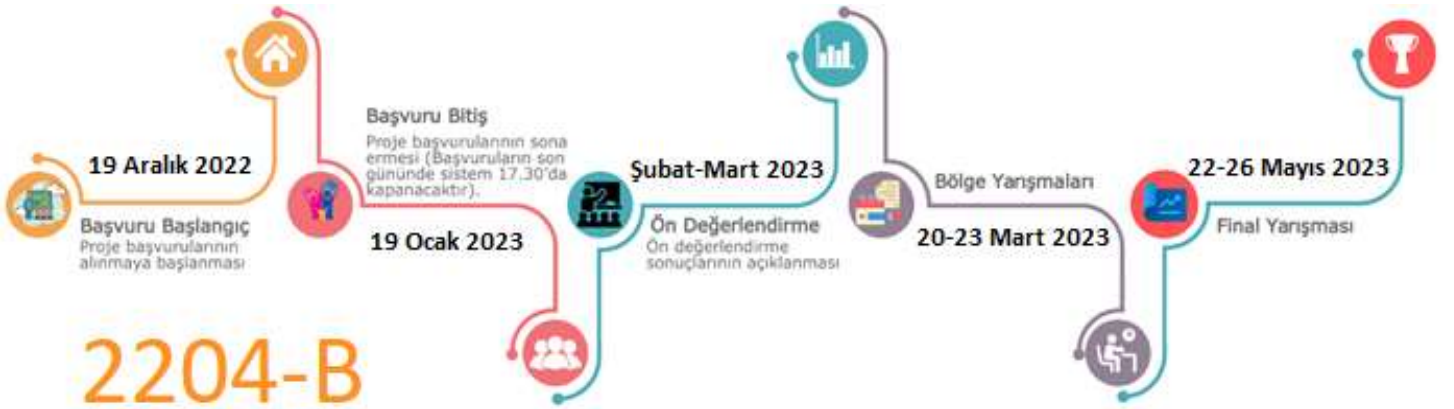 19 Aralık 2022
Başvuru Başlangıç
Proje başvurularının
alınmaya başlanması
Başvuru Bitiş
Proje başvurularının sona
ermesi (Başvuruların son
gününde sistem 17.30'da
kapanacaktır).
19 Ocak 2023
Şubat-Mart 2023
Ön Değerlendirme
Ön değerlendirme
sonuçlarının açıklanması
Bölge Yarışmaları
20-23 Mart 2023
22-26 Mayıs 2023
Final Yarışması
2204-B